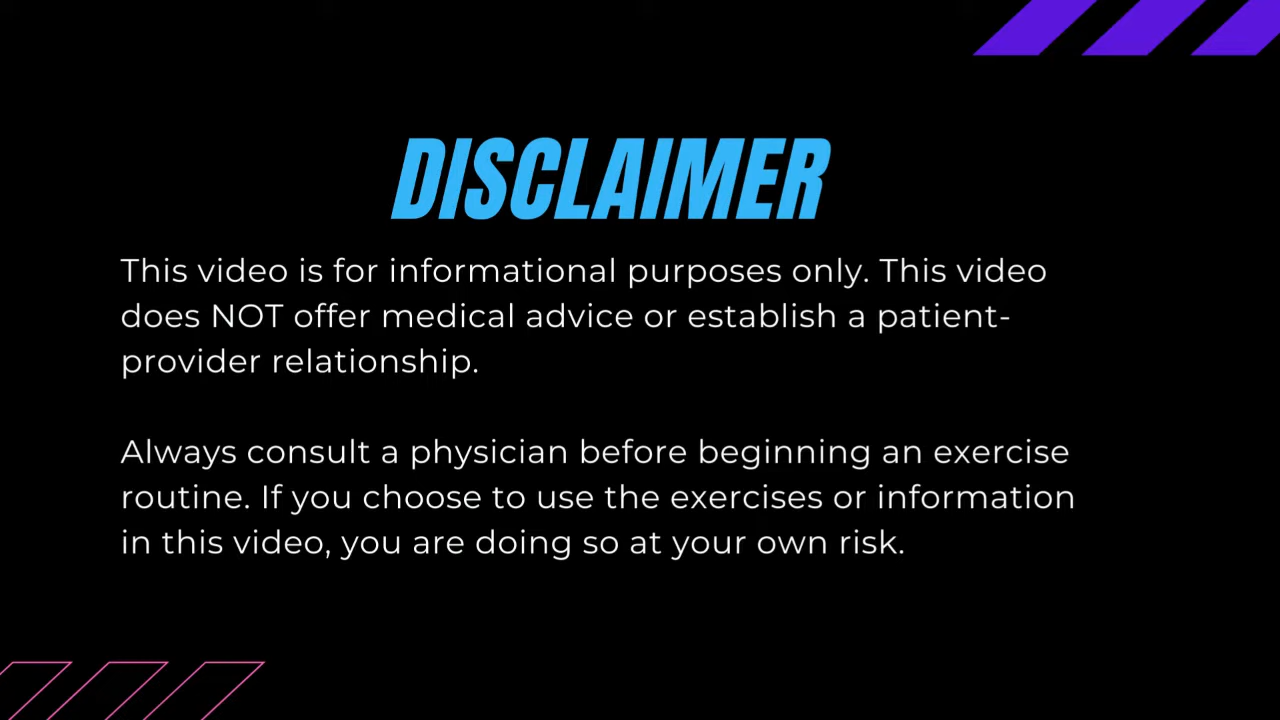 DISCLAIMER
This video is for informational purposes only. This video
does NOT offer medical advice or establish a patient-
provider relationship.
Always consult a physician before beginning an exercise
routine. If you choose to use the exercises or information
in this video, you are doing so at your own risk.